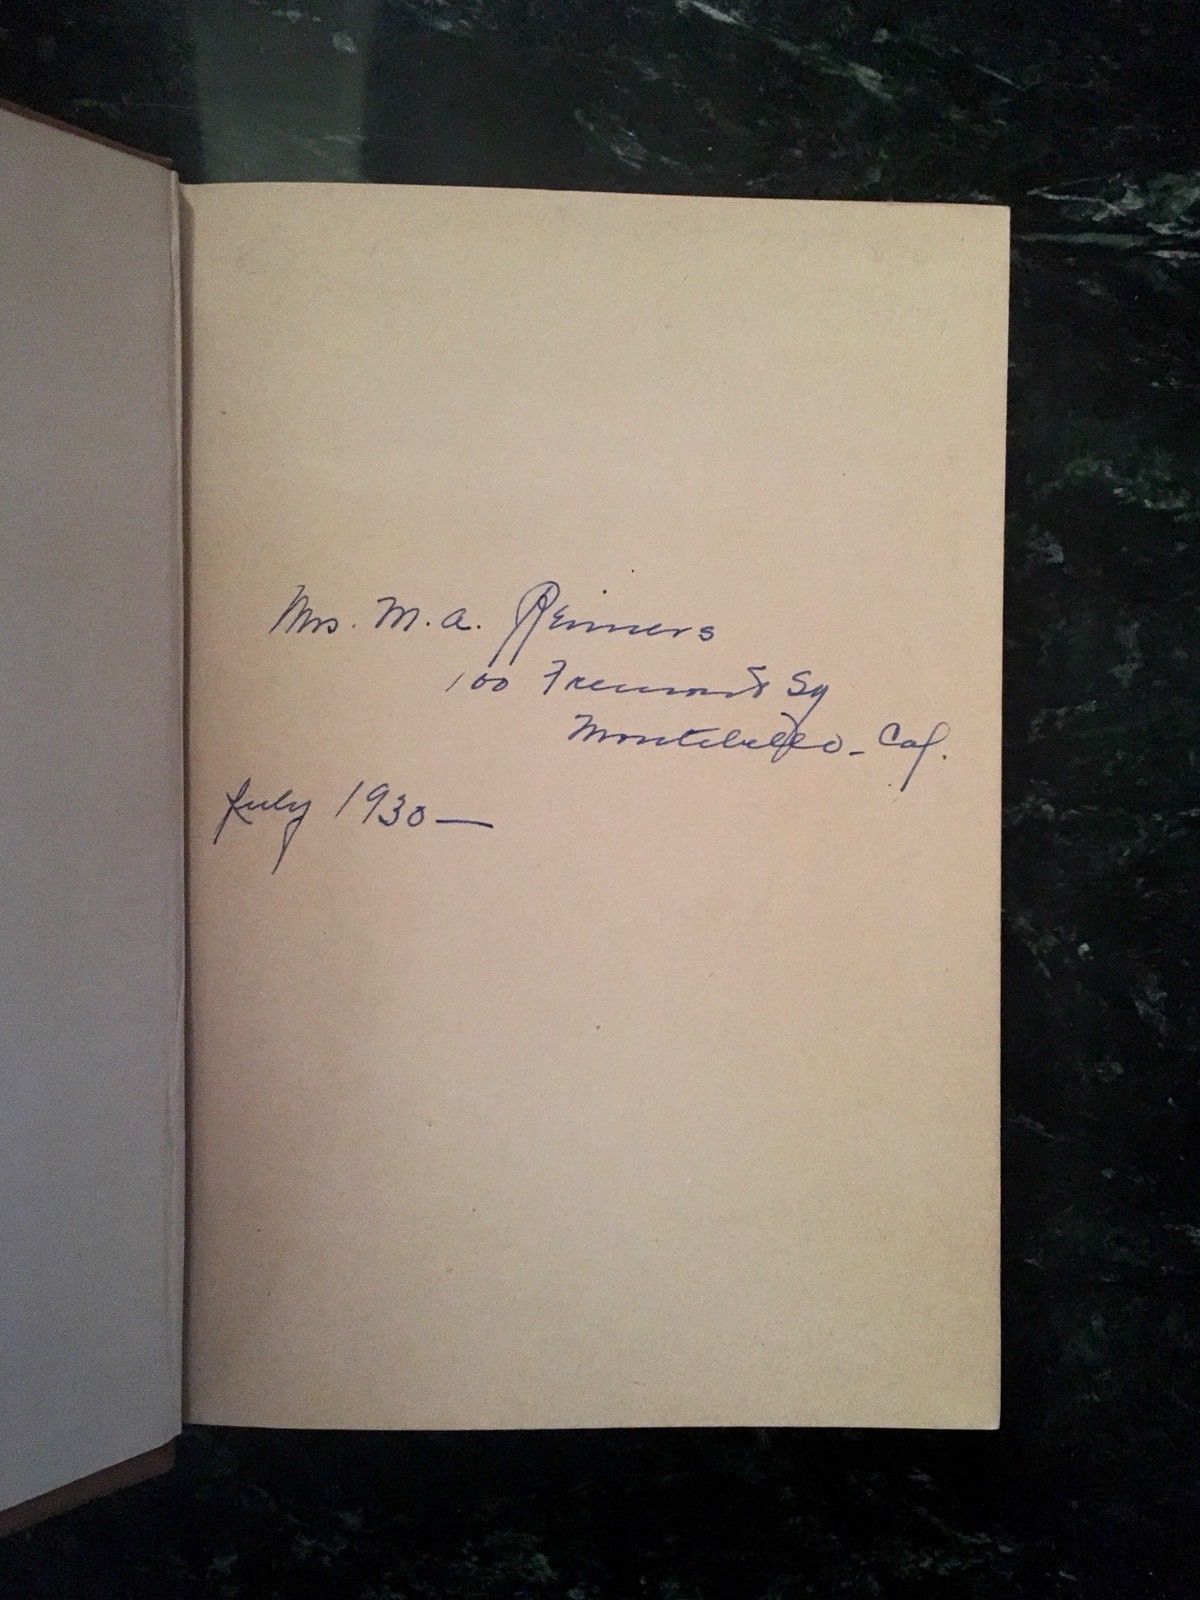 Mrs. M. A. Reimers
100 Fremont Sq
Montebello - Cal.
July 1930 —